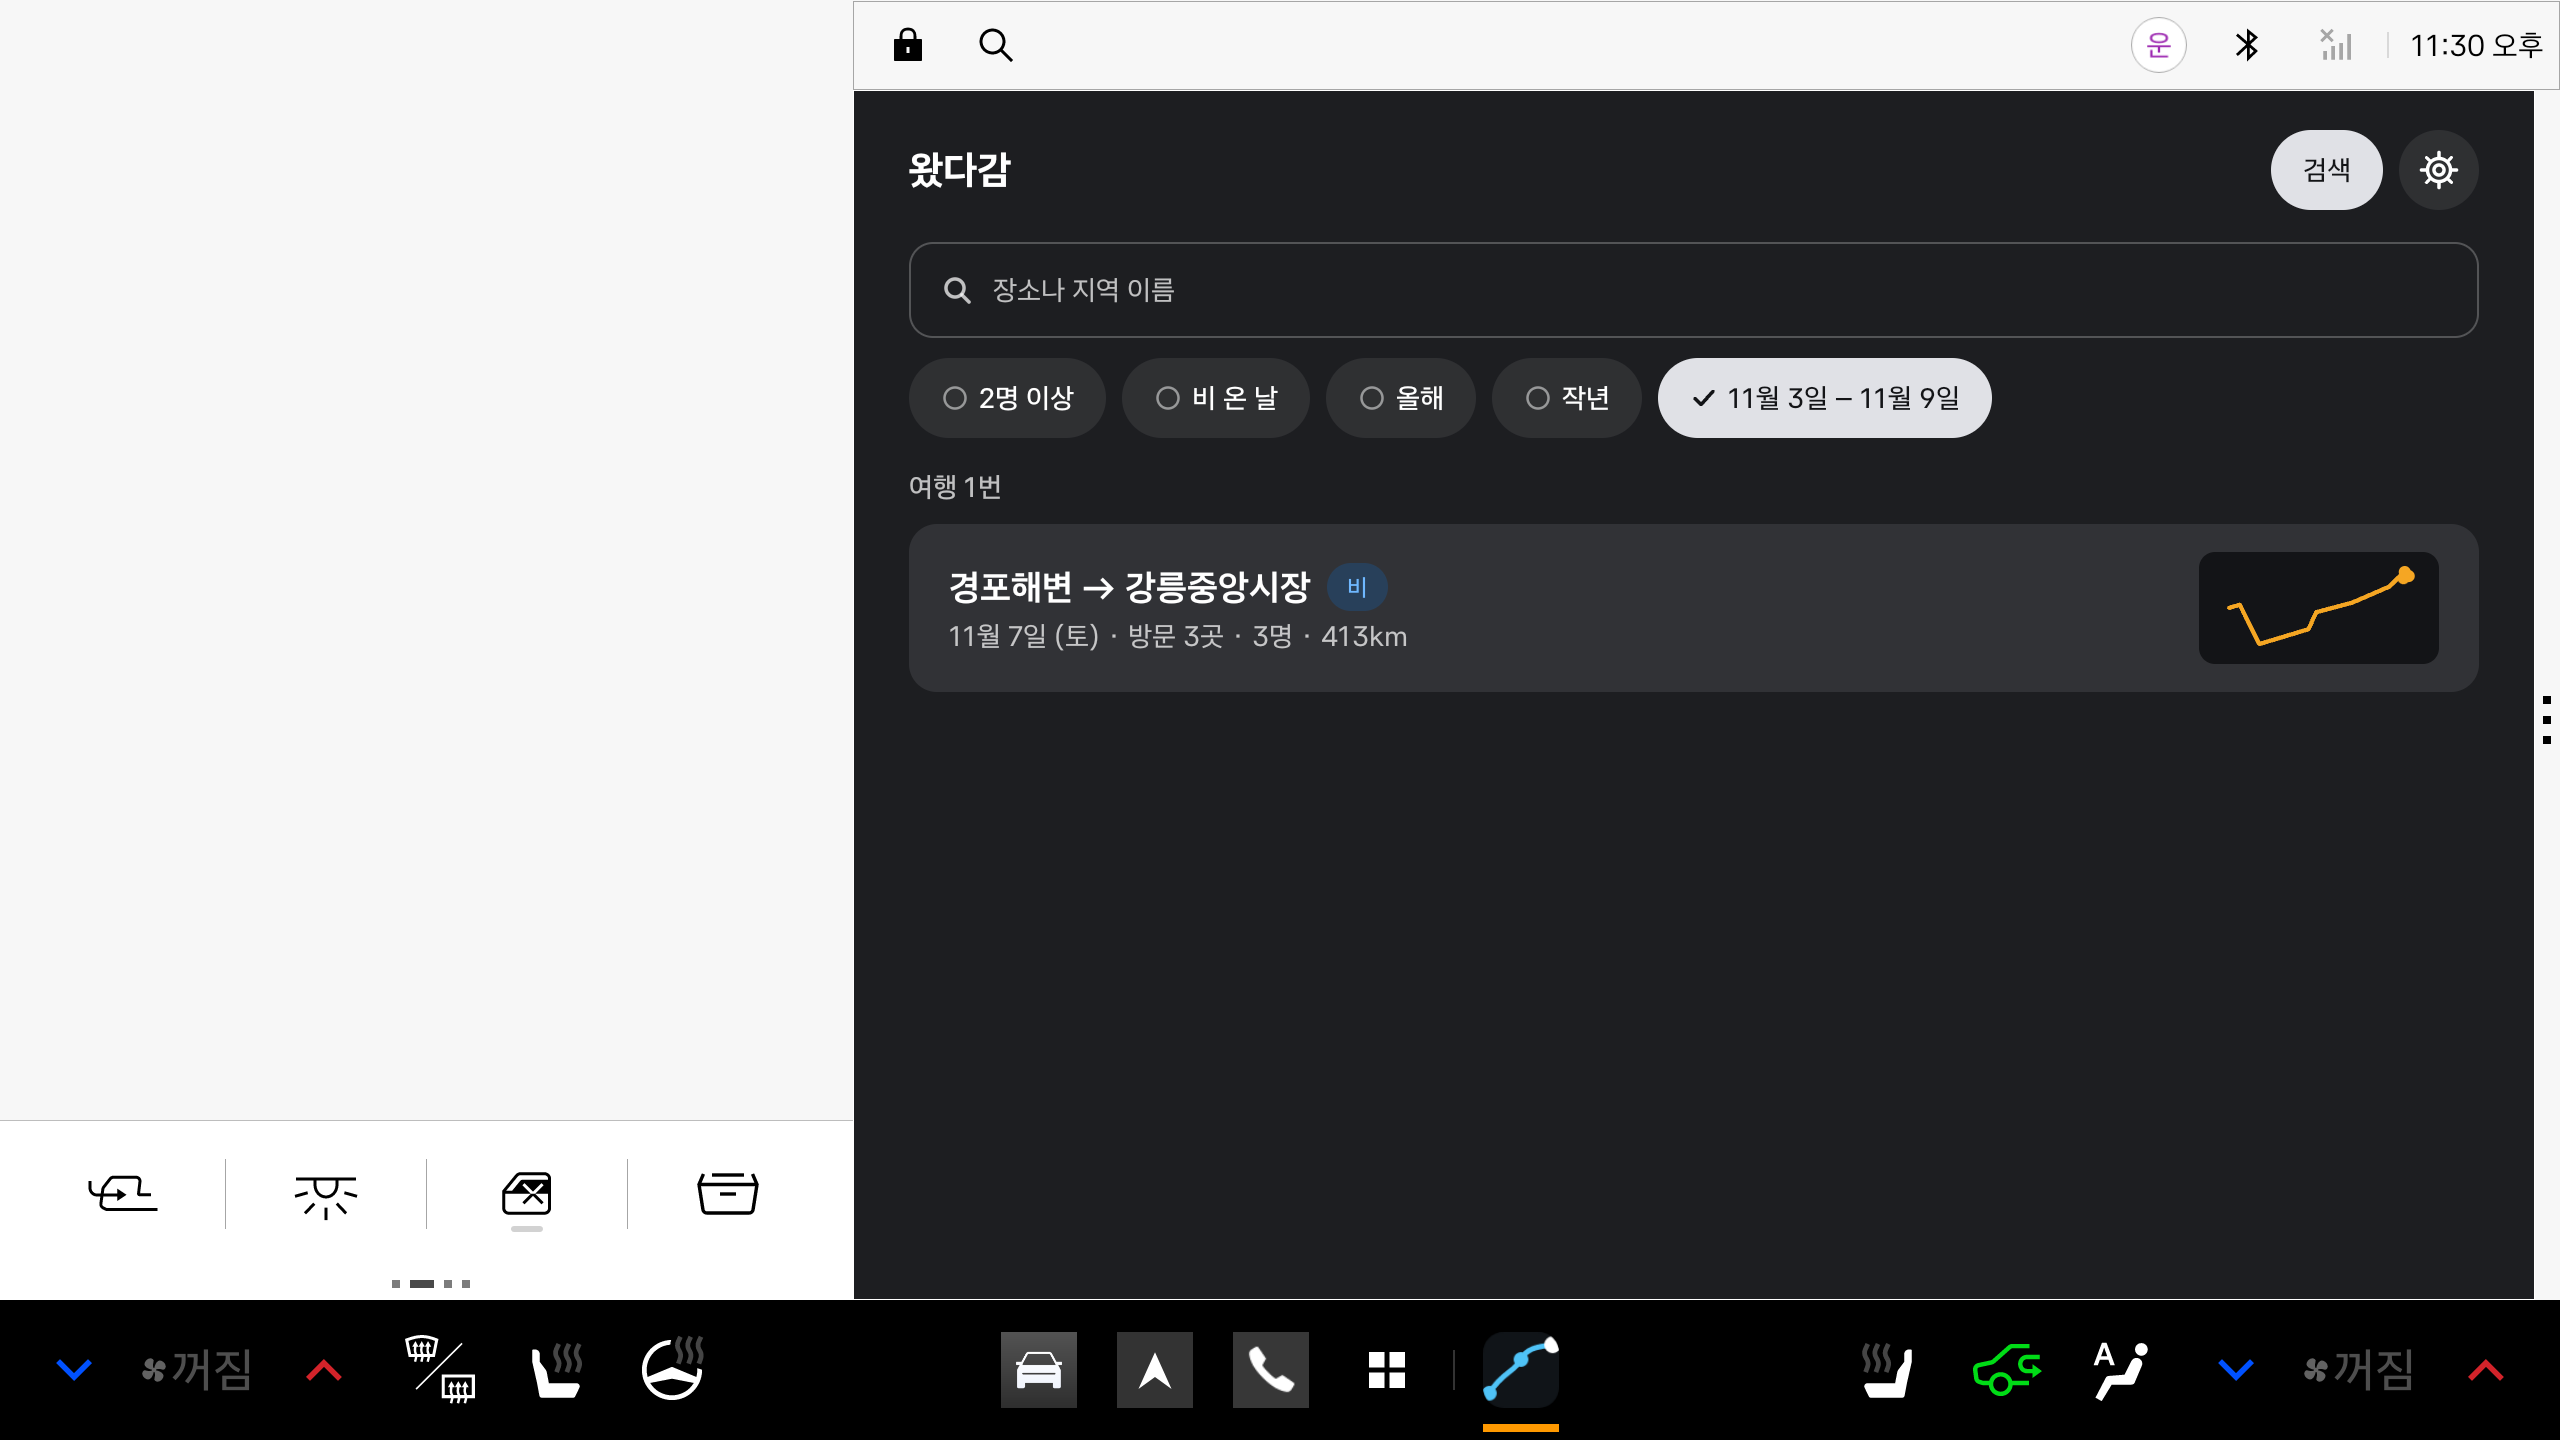 운
11:30 오후
왔다감
검색
장소나 지역 이름
2명 이상
비 온 날
올해
작년
11월 3일 – 11월 9일
여행 1번
경포해변 → 강릉중앙시장 비
11월 7일 (토) · 방문 3곳 · 3명 · 413km
꺼짐
A
꺼짐